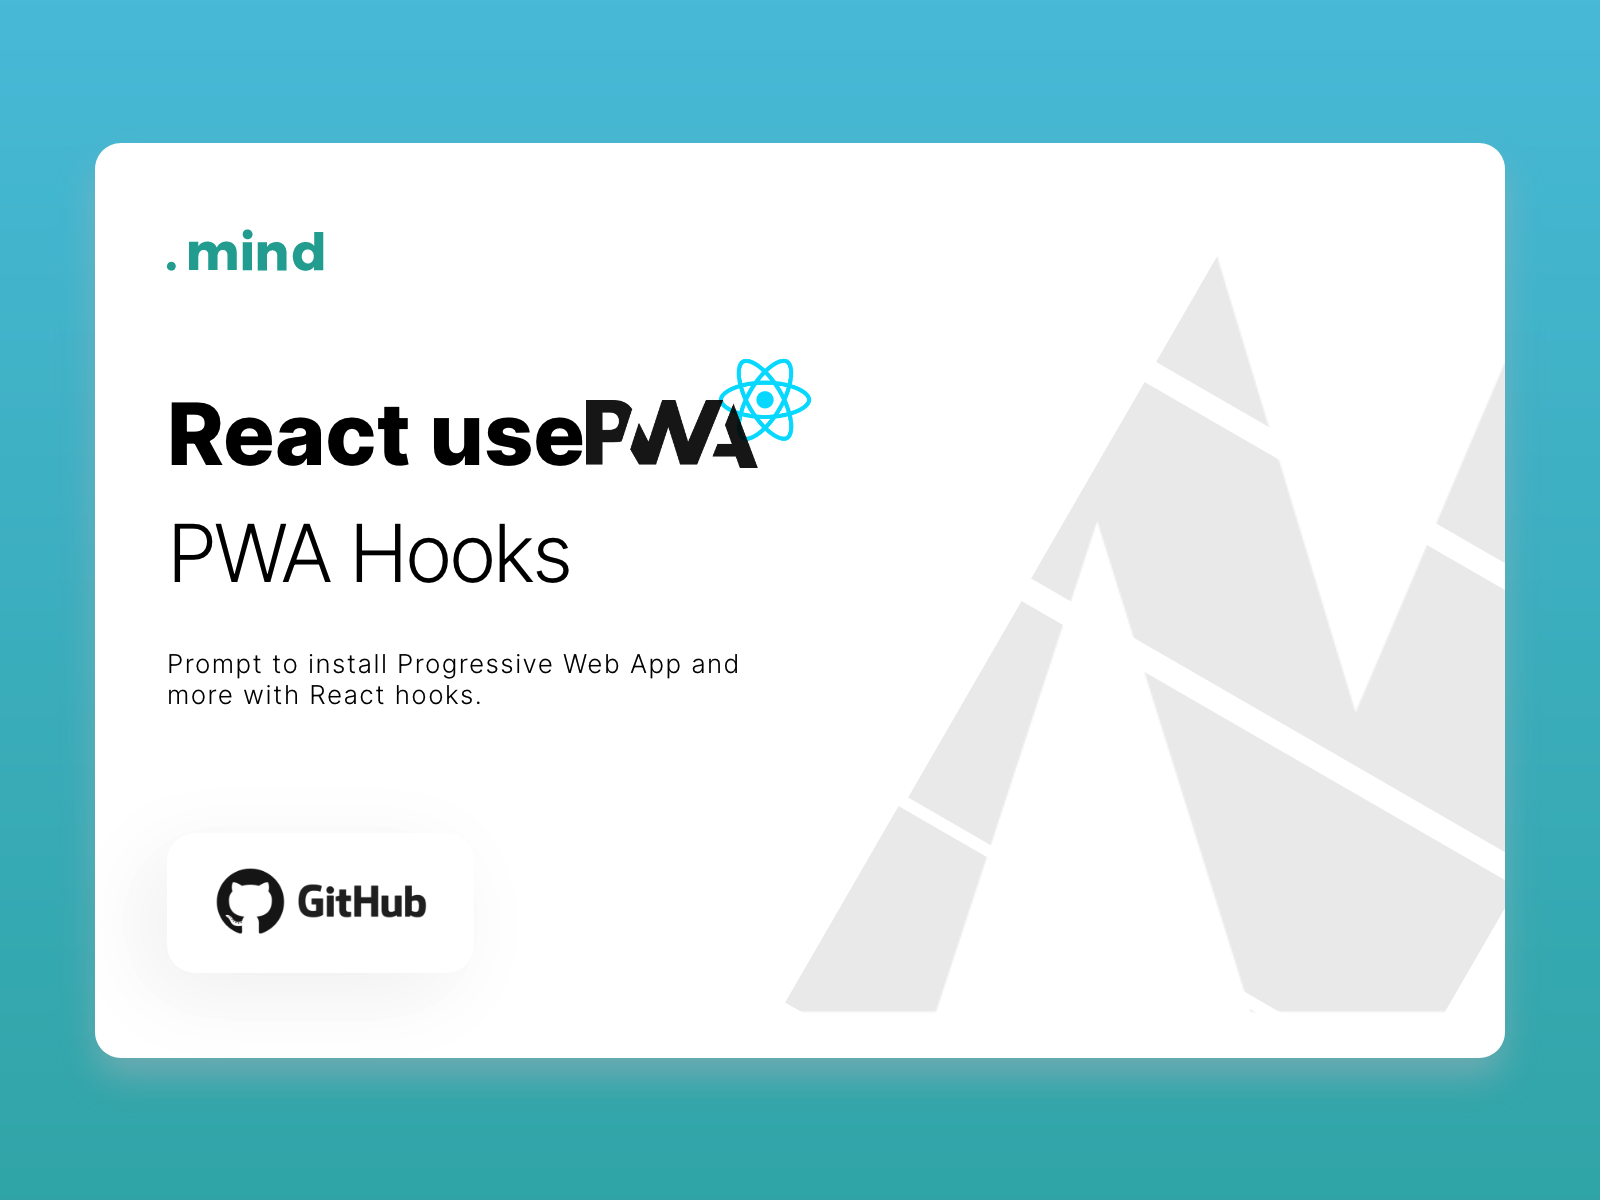 .mind
React usePWA
PWA Hooks
Prompt to install Progressive Web App and
more with React hooks.
GitHub